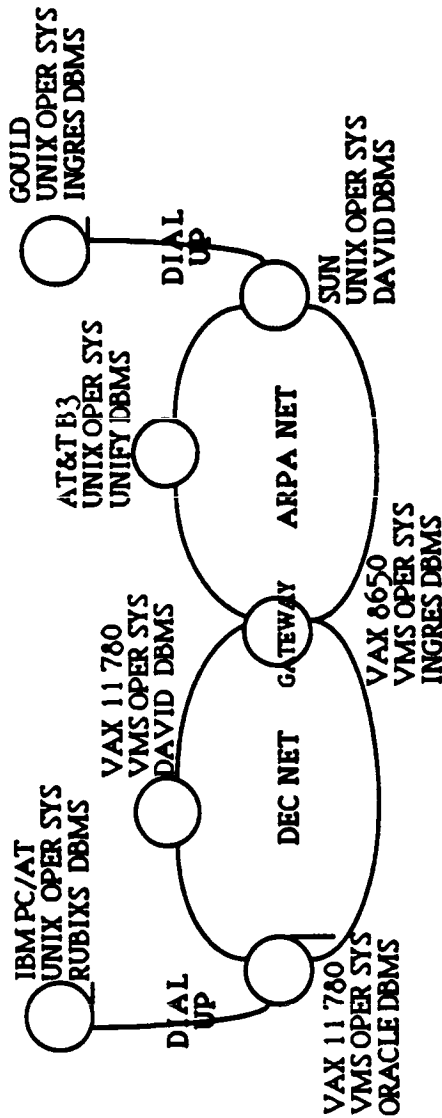 IBM PC/AT
UNIX OPER SYS
RUBIXS DBMS
DIAL
UP
VAX 11 780
VMS OPER SYS
ORACLE DBMS
VAX 11 780
VMS OPER SYS
DAVID DBMS
DEC NET
GATEWAY
VAX 8650
VMS OPER SYS
INGRES DBMS
AT&T B3
UNIX OPER SYS
UNIFY DBMS
ARPA NET
GOULD
UNIX OPER SYS
INGRES DBMS
DIAL
UP
SUN
UNIX OPER SYS
DAVID DBMS